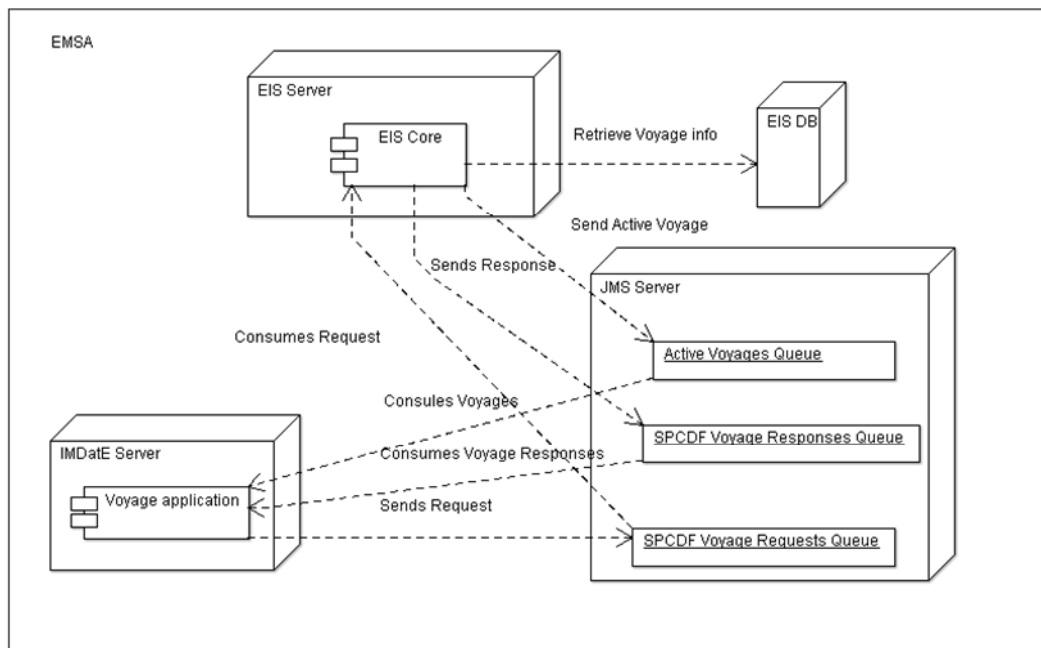 EMSA
EIS Server
EIS Core
Retrieve Voyage info
EIS DB
Send Active Voyage
Sends Response
JMS Server
Consumes Request
Active Voyages Queue
Consules Voyages
SPCDF Voyage Responses Queue
IMDatE Server
Consumes Voyage Responses
Voyage application
Sends Request
SPCDF Voyage Requests Queue